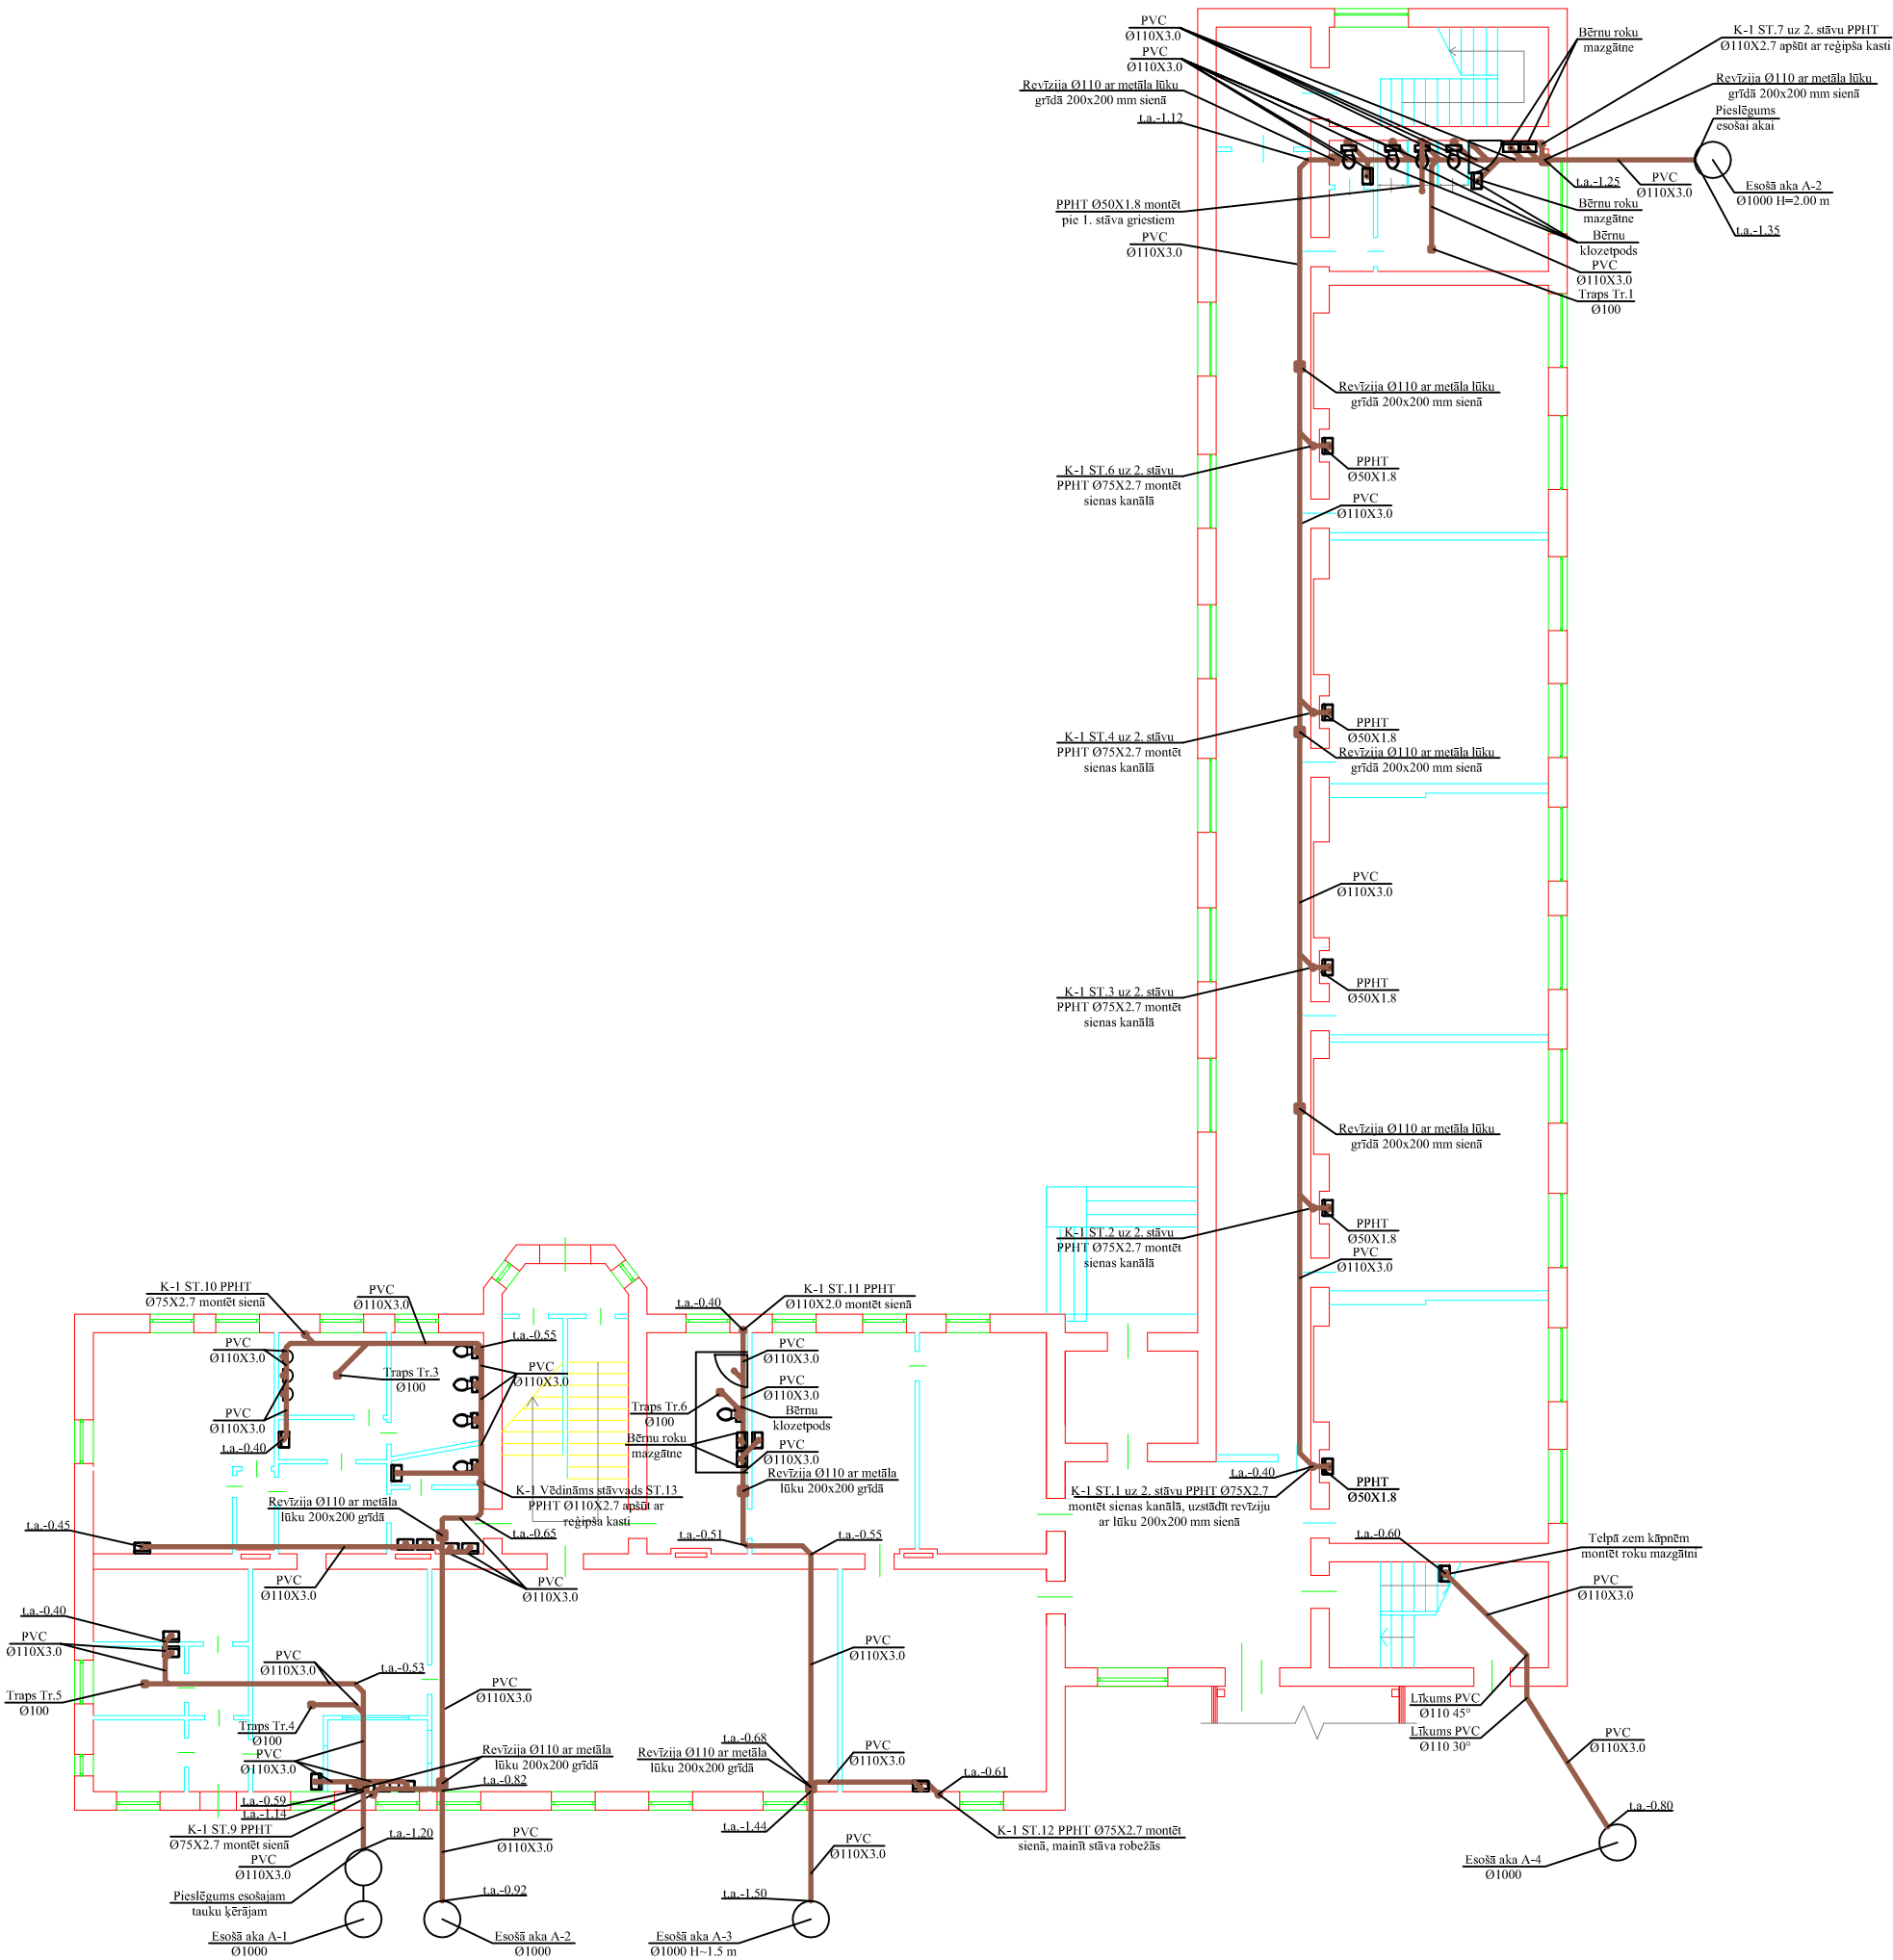 PVC
Ø110X3.0
PVC
Ø110X3.0
Revīzija Ø110 ar metāla lūku
grīdā 200x200 mm sienā
t.a.-1.12
Bērnu roku
mazgātne
K-1 ST.7 uz 2. stāvu PPHT
Ø110X2.7 apšūt ar reģipša kasti
Revīzija Ø110 ar metāla lūku
grīdā 200x200 mm sienā
Pieslēgums
esošai akai
t.a.-1.25
PVC
Ø110X3.0
Esošā aka A-2
Ø1000 H=2.00 m
t.a.-1.35
PPHT Ø50X1.8 montēt
pie 1. stāva griestiem
PVC
Ø110X3.0
Bērnu roku
mazgātne
Bērnu
klozetpods
PVC
Ø110X3.0
Traps Tr.1
Ø100
Revīzija Ø110 ar metāla lūku
grīdā 200x200 mm sienā
K-1 ST.6 uz 2. stāvu
PPHT Ø75X2.7 montēt
sienas kanālā
PPHT
Ø50X1.8
PVC
Ø110X3.0
K-1 ST.4 uz 2. stāvu
PPHT Ø75X2.7 montēt
sienas kanālā
PPHT
Ø50X1.8
Revīzija Ø110 ar metāla lūku
grīdā 200x200 mm sienā
PVC
Ø110X3.0
K-1 ST.3 uz 2. stāvu
PPHT Ø75X2.7 montēt
sienas kanālā
PPHT
Ø50X1.8
Revīzija Ø110 ar metāla lūku
grīdā 200x200 mm sienā
K-1 ST.2 uz 2. stāvu
PPHT Ø75X2.7 montēt
sienas kanālā
PPHT
Ø50X1.8
PVC
Ø110X3.0
K-1 ST.10 PPHT
Ø75X2.7 montēt sienā
PVC
Ø110X3.0
t.a.-0.40
K-1 ST.11 PPHT
Ø110X2.0 montēt sienā
PVC
Ø110X3.0
Traps Tr.3
Ø100
t.a.-0.55
PVC
Ø110X3.0
PVC
Ø110X3.0
PVC
Ø110X3.0
Traps Tr.6
Ø100
Bērnu
klozetpods
PVC
Ø110X3.0
t.a.-0.40
Bērnu roku
mazgātne
PVC
Ø110X3.0
Revīzija Ø110 ar metāla
lūku 200x200 grīdā
K-1 Vēdināms stāvvads ST.13
PPHT Ø110X2.7 apšūt ar
reģipša kasti
Revīzija Ø110 ar metāla
lūku 200x200 grīdā
t.a.-0.45
t.a.-0.65
t.a.-0.51
t.a.-0.55
t.a.-0.40
K-1 ST.1 uz 2. stāvu PPHT Ø75X2.7
montēt sienas kanālā, uzstādīt revīziju
ar lūku 200x200 mm sienā
PPHT
Ø50X1.8
t.a.-0.60
Telpā zem kāpnēm
montēt roku mazgātni
PVC
Ø110X3.0
PVC
Ø110X3.0
PVC
Ø110X3.0
t.a.-0.40
PVC
Ø110X3.0
PVC
Ø110X3.0
t.a.-0.53
PVC
Ø110X3.0
PVC
Ø110X3.0
Traps Tr.5
Ø100
Traps Tr.4
Ø100
PVC
Ø110X3.0
Revīzija Ø110 ar metāla
lūku 200x200 grīdā
t.a.-0.82
t.a.-0.68
Revīzija Ø110 ar metāla
lūku 200x200 grīdā
PVC
Ø110X3.0
t.a.-0.61
Līkums PVC
Ø110 45°
Līkums PVC
Ø110 30°
PVC
Ø110X3.0
t.a.-0.59
t.a.-1.14
K-1 ST.9 PPHT
Ø75X2.7 montēt sienā
t.a.-1.20
PVC
Ø110X3.0
PVC
Ø110X3.0
t.a.-1.44
PVC
Ø110X3.0
K-1 ST.12 PPHT Ø75X2.7 montēt
sienā, mainīt stāva robežās
t.a.-0.80
Esošā aka A-4
Ø1000
Pieslēgums esošajam
tauku ķērājam
t.a.-0.92
t.a.-1.50
Esošā aka A-1
Ø1000
Esošā aka A-2
Ø1000
Esošā aka A-3
Ø1000 H~1.5 m